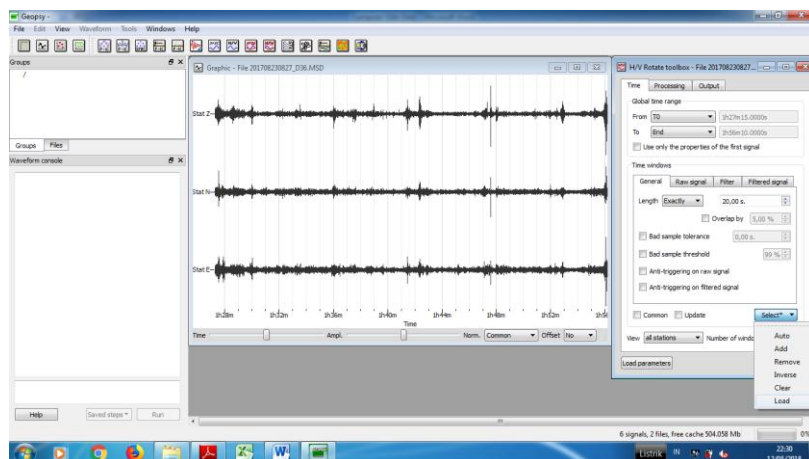 Geopsy -
File Edit View Waveform Tools Windows Help
Groups
/
Groups Files
Waveform console
Help Saved steps Run
Graphic - File 201708230827_D36.MSD
Stat Z
Stat N
Stat E
1h28m 1h32m 1h36m 1h40m 1h44m 1h48m 1h52m
Time
Time Ampl. Norm. Common Offset No
H/V Rotate toolbox - File 201708230827...
Time Processing Output
Global time range
From T0 1h27m15.0000s
To End 1h56m10.0000s
Use only the properties of the first signal
Time windows
General Raw signal Filter Filtered signal
Length Exactly 20,00 s.
Overlap by 5,00 %
Bad sample tolerance 0,00 s.
Bad sample threshold 99 %
Anti-triggering on raw signal
Anti-triggering on filtered signal
Common Update Select*
View all stations Number of windo
Load parameters
Auto
Add
Remove
Inverse
Clear
Load
6 signals, 2 files, free cache 504.058 Mb 0%
Listrik IN 22:30